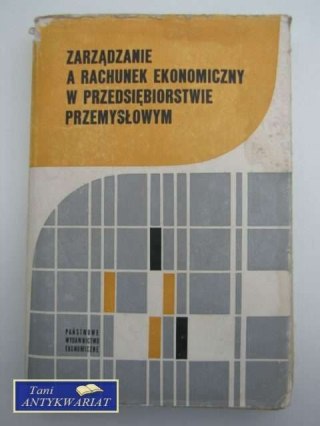 ZARZĄDZANIE
A RACHUNEK EKONOMICZNY
W PRZEDSIĘBIORSTWIE
PRZEMYSŁOWYM
PAŃSTWOWE
WYDAWNICTWO
EKONOMICZNE
Tani
ANTYKWARIAT